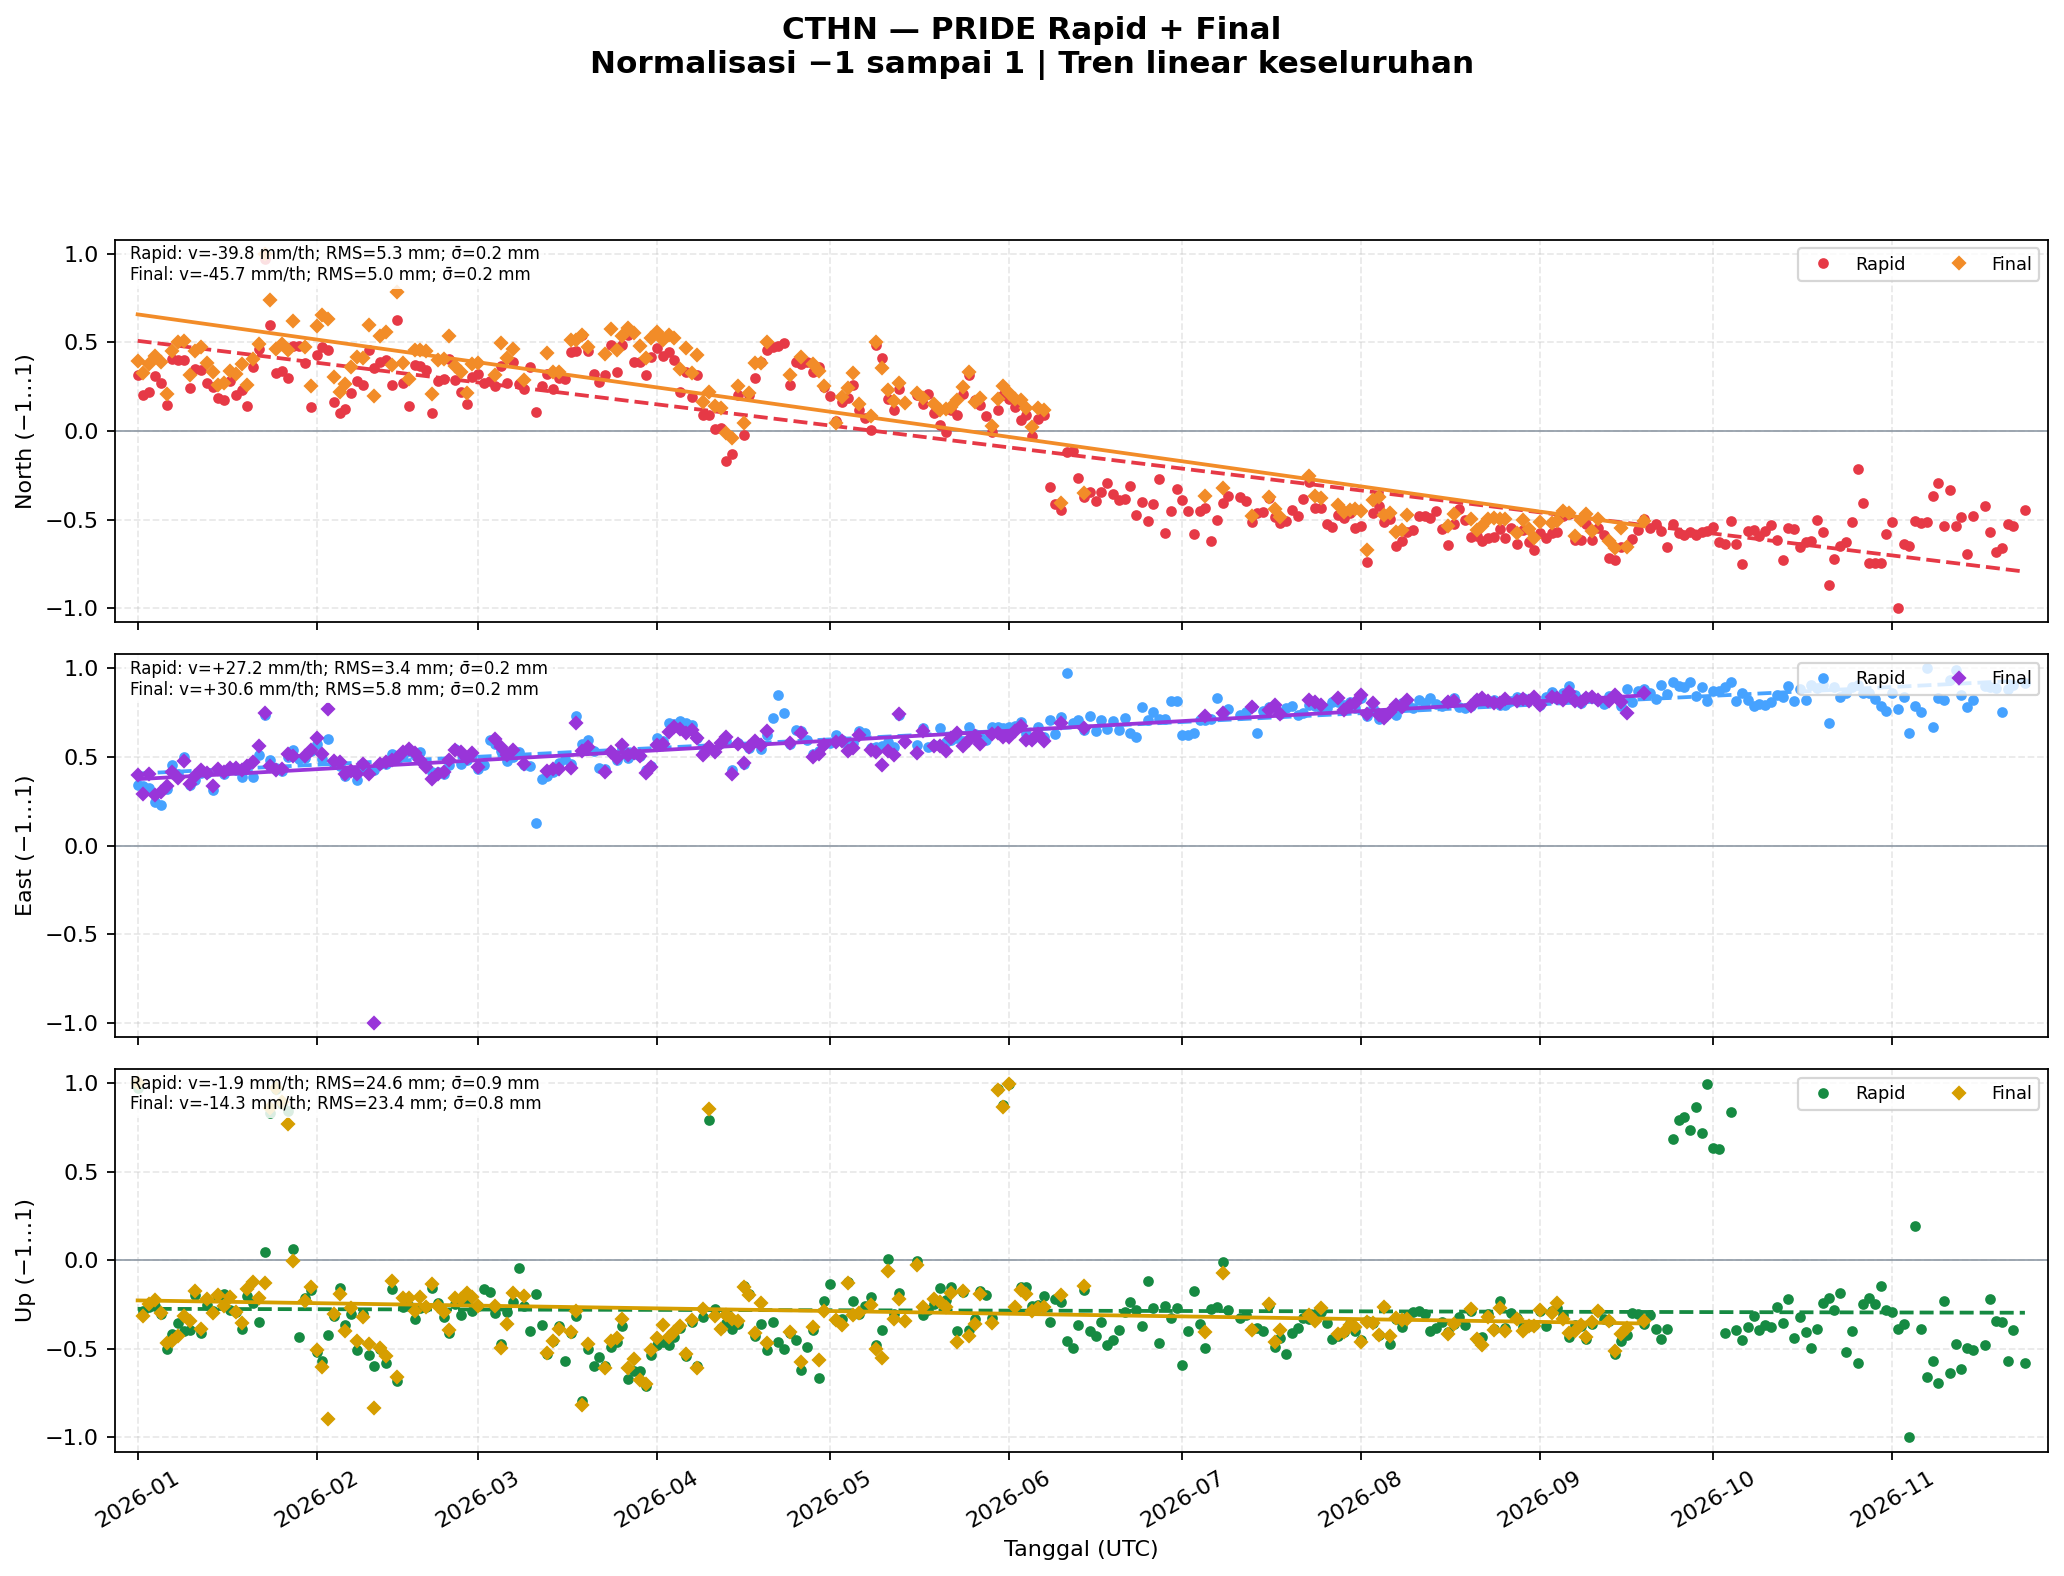 CTHN — PRIDE Rapid + Final
Normalisasi −1 sampai 1 | Tren linear keseluruhan
Rapid: v=-39.8 mm/th; RMS=5.3 mm; σ̄=0.2 mm
Final: v=-45.7 mm/th; RMS=5.0 mm; σ̄=0.2 mm
Rapid
Final
North (−1...1)
1.0
0.5
0.0
−0.5
−1.0
Rapid: v=+27.2 mm/th; RMS=3.4 mm; σ̄=0.2 mm
Final: v=+30.6 mm/th; RMS=5.8 mm; σ̄=0.2 mm
Rapid
Final
East (−1...1)
1.0
0.5
0.0
−0.5
−1.0
Rapid: v=-1.9 mm/th; RMS=24.6 mm; σ̄=0.9 mm
Final: v=-14.3 mm/th; RMS=23.4 mm; σ̄=0.8 mm
Rapid
Final
Up (−1...1)
1.0
0.5
0.0
−0.5
−1.0
2026-01
2026-02
2026-03
2026-04
2026-05
2026-06
2026-07
2026-08
2026-09
2026-10
2026-11
Tanggal (UTC)